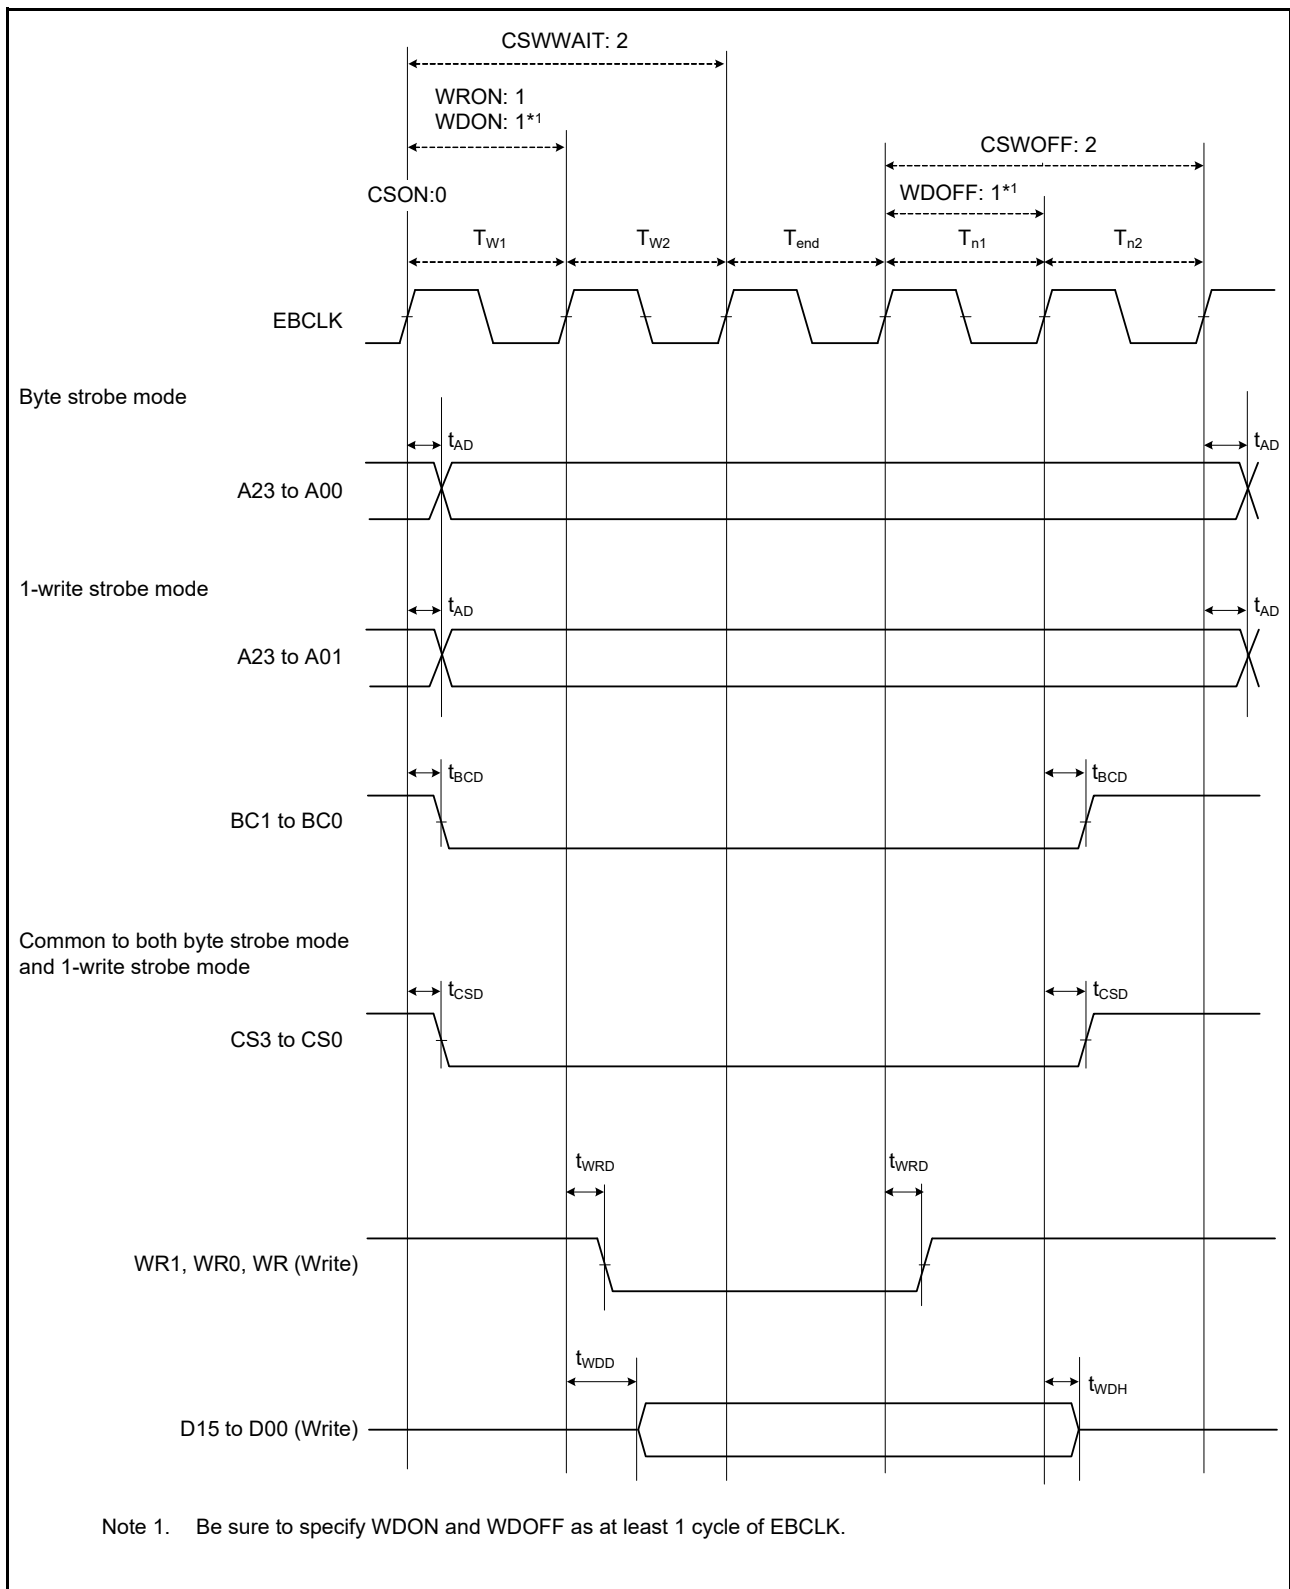 CSWWAIT: 2
WRON: 1
WDON: 1*1
CSWOFF: 2
CSON:0
WDOFF: 1*1
TW1 TW2 Tend Tn1 Tn2
EBCLK
Byte strobe mode
tAD tAD
A23 to A00
1-write strobe mode
tAD tAD
A23 to A01
tBCD tBCD
BC1 to BC0
Common to both byte strobe mode
and 1-write strobe mode
tCSD tCSD
CS3 to CS0
tWRD tWRD
WR1, WR0, WR (Write)
tWDD tWDH
D15 to D00 (Write)
Note 1. Be sure to specify WDON and WDOFF as at least 1 cycle of EBCLK.